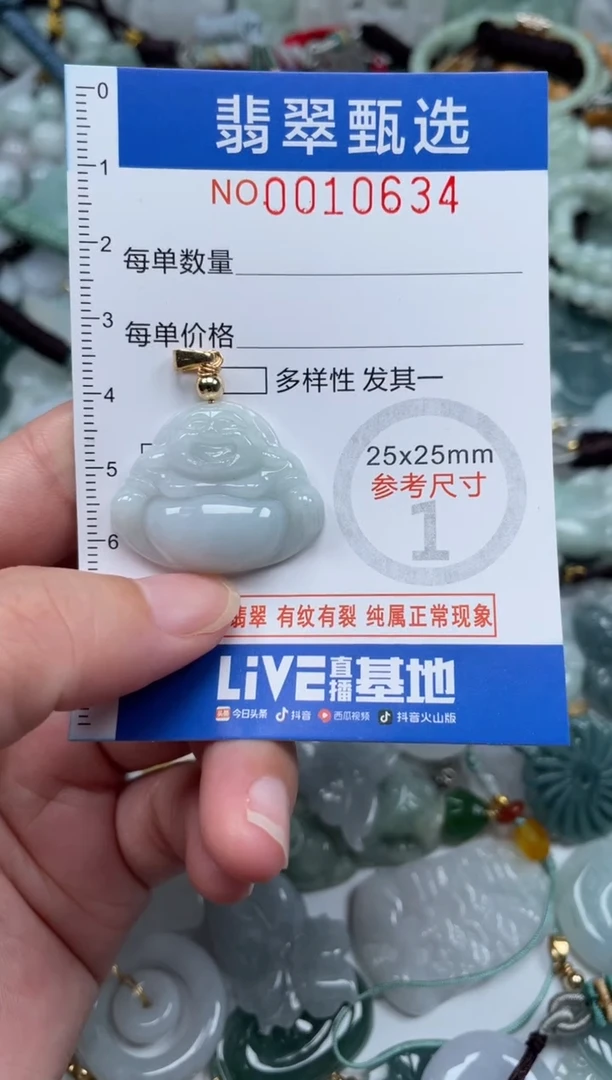 翡翠甄选
NO.0010634
每单数量
每单价格
多样性 发其一
25x25mm
参考尺寸
1
翡翠 有纹有裂 纯属正常现象
LiVE直播基地
今日头条 抖音 西瓜视频 抖音火山版
0
1
2
3
4
5
6